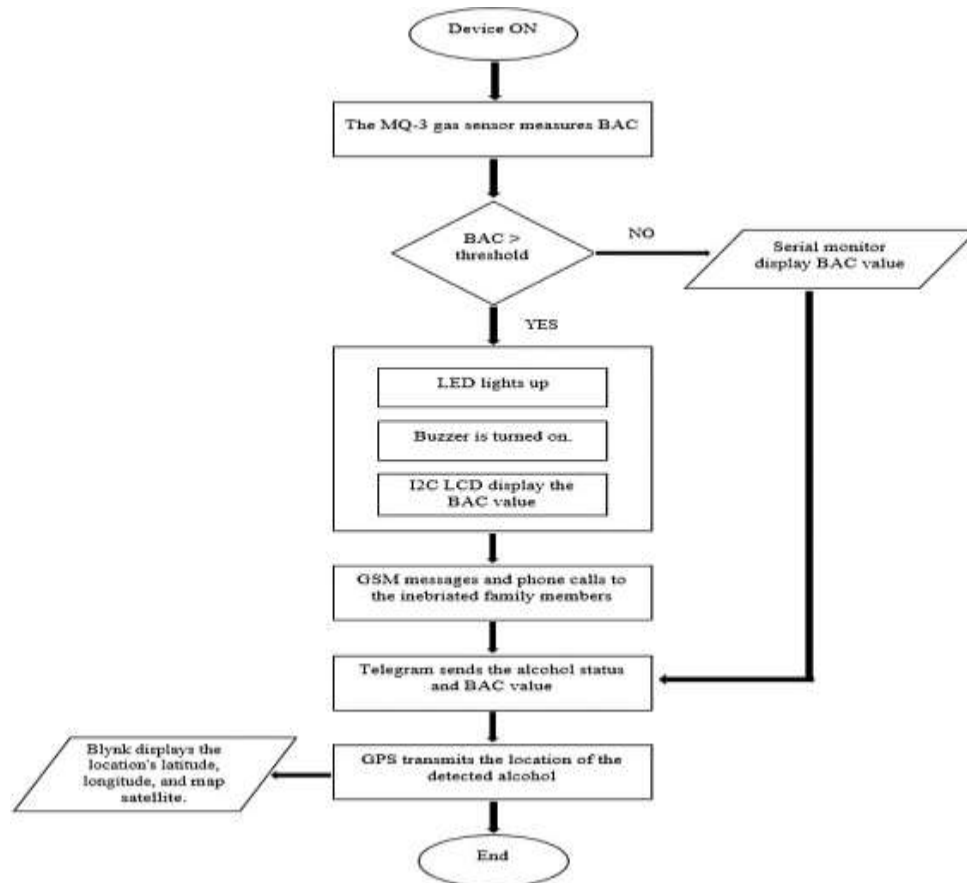 Device ON
The MQ-3 gas sensor measures BAC
BAC >
threshold
NO
Serial monitor
display BAC value
YES
LED lights up
Buzzer is turned on.
I2C LCD display the
BAC value
GSM messages and phone calls to
the inebriated family members
Telegram sends the alcohol status
and BAC value
GPS transmits the location of the
detected alcohol
Blynk displays the
location's latitude,
longitude, and map
satellite.
End